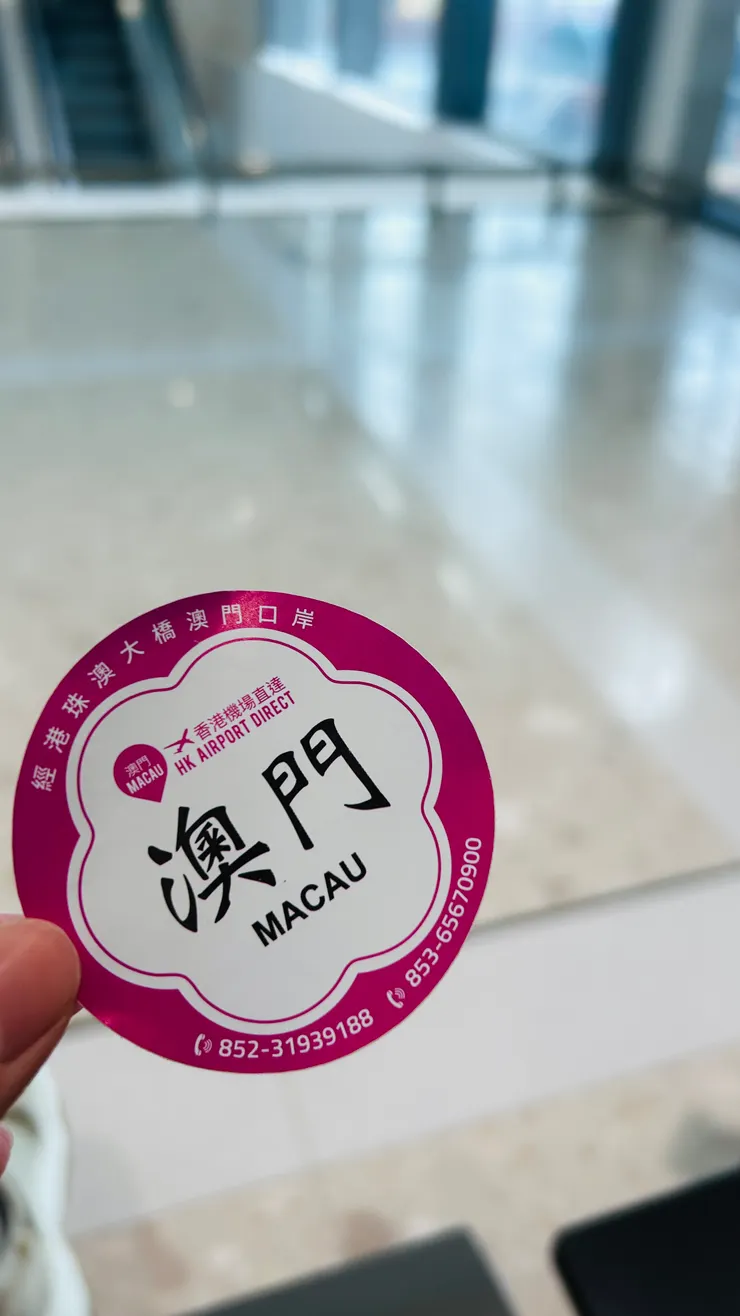 經港珠澳大橋澳門口岸
澳門
MACAU
香港機場直達
HK AIRPORT DIRECT
澳門
MACAU
852-31939188
853-65670900